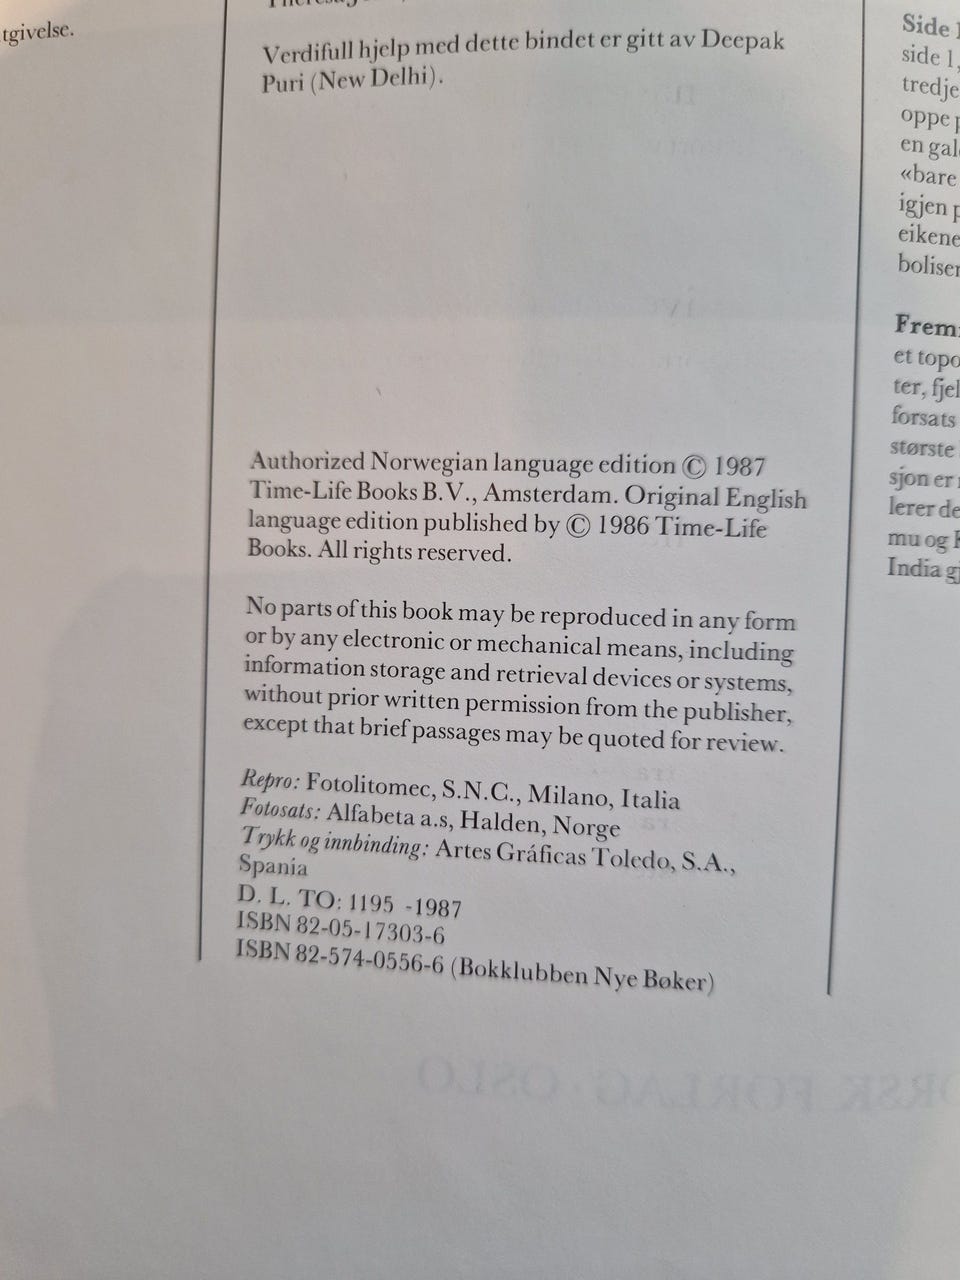 tgivelse.
Verdifull hjelp med dette bindet er gitt av Deepak
Puri (New Delhi).
Authorized Norwegian language edition © 1987
Time-Life Books B.V., Amsterdam. Original English
language edition published by © 1986 Time-Life
Books. All rights reserved.
No parts of this book may be reproduced in any form
or by any electronic or mechanical means, including
information storage and retrieval devices or systems,
without prior written permission from the publisher,
except that brief passages may be quoted for review.
Repro: Fotolitomec, S.N.C., Milano, Italia
Fotosats: Alfabeta a.s, Halden, Norge
Trykk og innbinding: Artes Gráficas Toledo, S.A.,
Spania
D. L. TO: 1195 -1987
ISBN 82-05-17303-6
ISBN 82-574-0556-6 (Bokklubben Nye Bøker)
Side
side 1,
tredje
oppe
en gal
«bare
igjen
eikene
boliser
Frem
et topo
ter, fjel
forsats
største
sjon er
lerer de
mu og
India gj